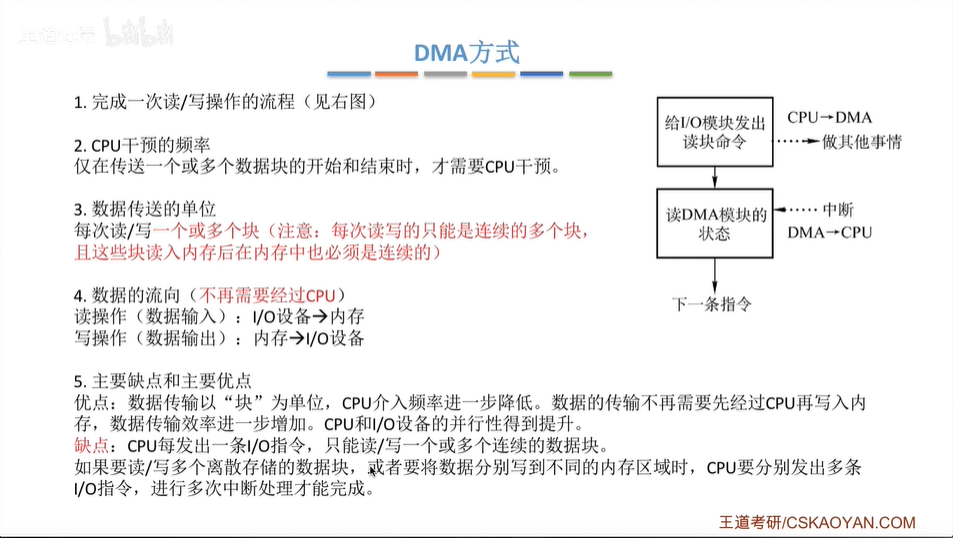 王道考研 bilibili
DMA方式
1. 完成一次读/写操作的流程（见右图）
2. CPU干预的频率
仅在传送一个或多个数据块的开始和结束时，才需要CPU干预。
3. 数据传送的单位
每次读/写一个或多个块（注意：每次读写的只能是连续的多个块，
且这些块读入内存后在内存中也必须是连续的）
4. 数据的流向（不再需要经过CPU）
读操作（数据输入）：I/O设备→内存
写操作（数据输出）：内存→I/O设备
5. 主要缺点和主要优点
优点：数据传输以“块”为单位，CPU介入频率进一步降低。数据的传输不再需要先经过CPU再写入内
存，数据传输效率进一步增加。CPU和I/O设备的并行性得到提升。
缺点：CPU每发出一条I/O指令，只能读/写一个或多个连续的数据块。
如果要读/写多个离散存储的数据块，或者要将数据分别写到不同的内存区域时，CPU要分别发出多条
I/O指令，进行多次中断处理才能完成。
给I/O模块发出
读块命令
CPU→DMA
做其他事情
读DMA模块的
状态
中断
DMA→CPU
下一条指令
王道考研/CSKAOYAN.COM